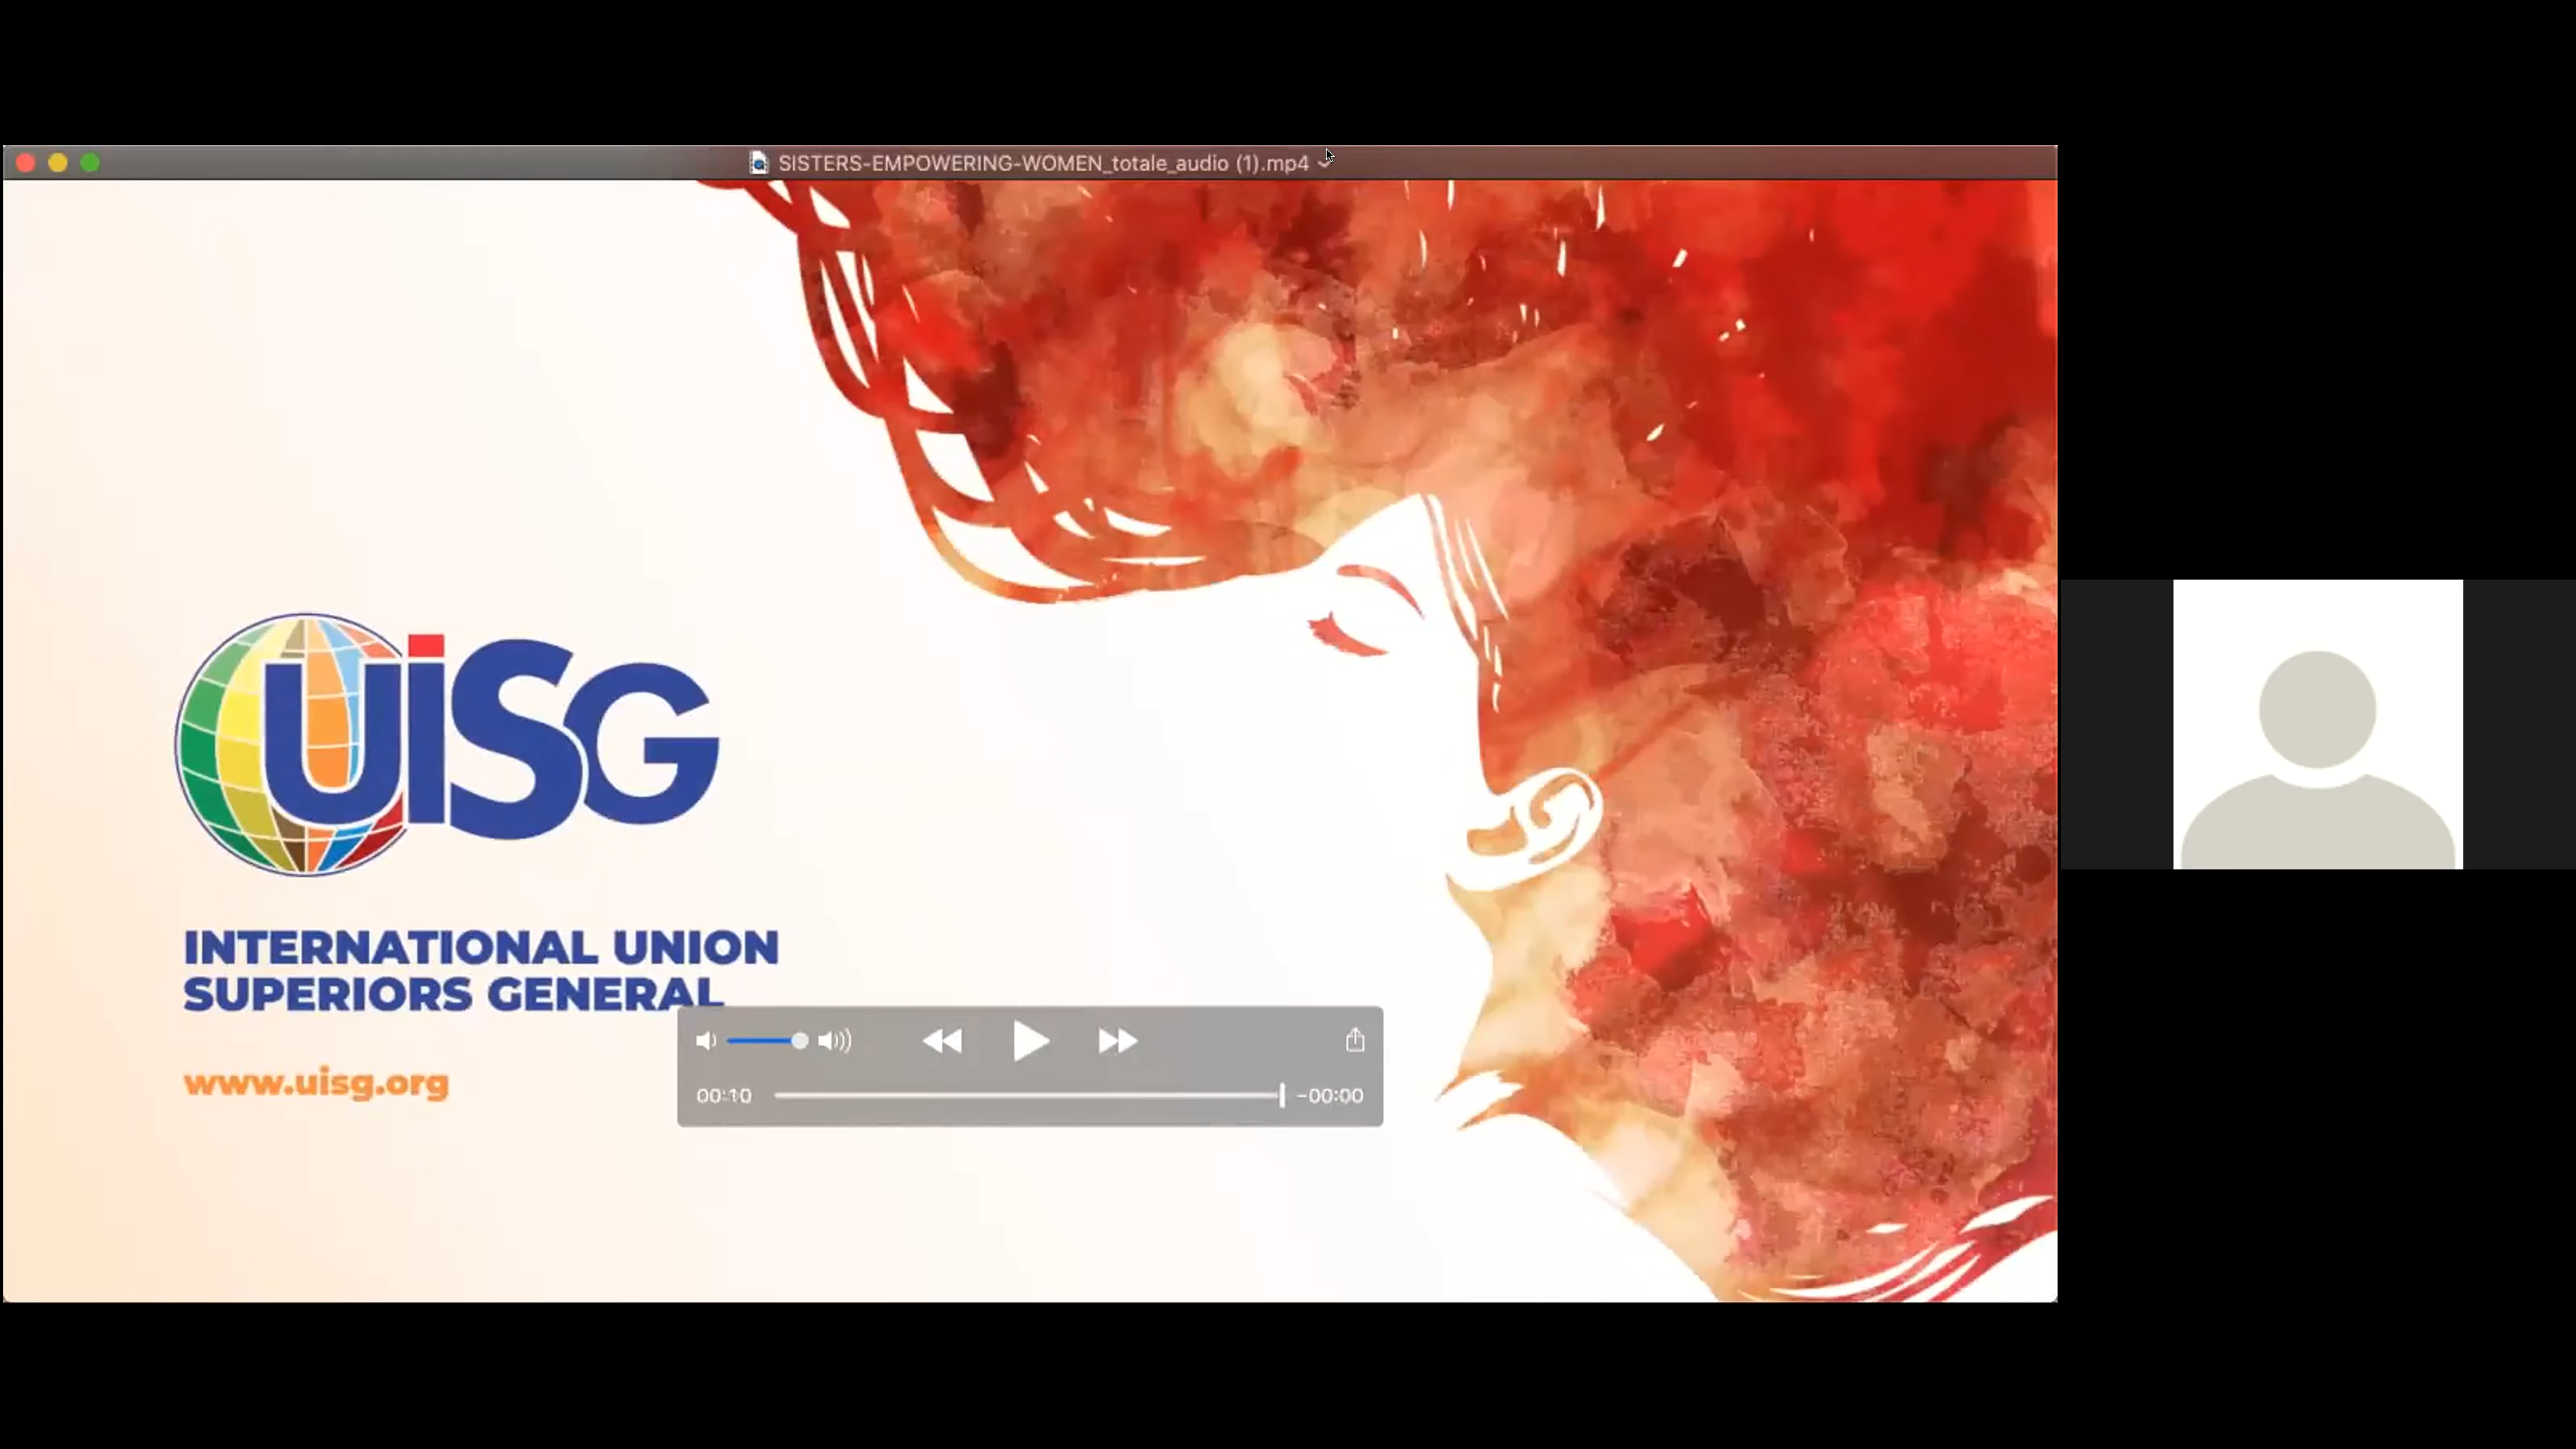 SISTERS-EMPOWERING-WOMEN_totale_audio (1).mp4
UISG
INTERNATIONAL UNION
SUPERIORS GENERAL
www.uisg.org
00:10
-00:00